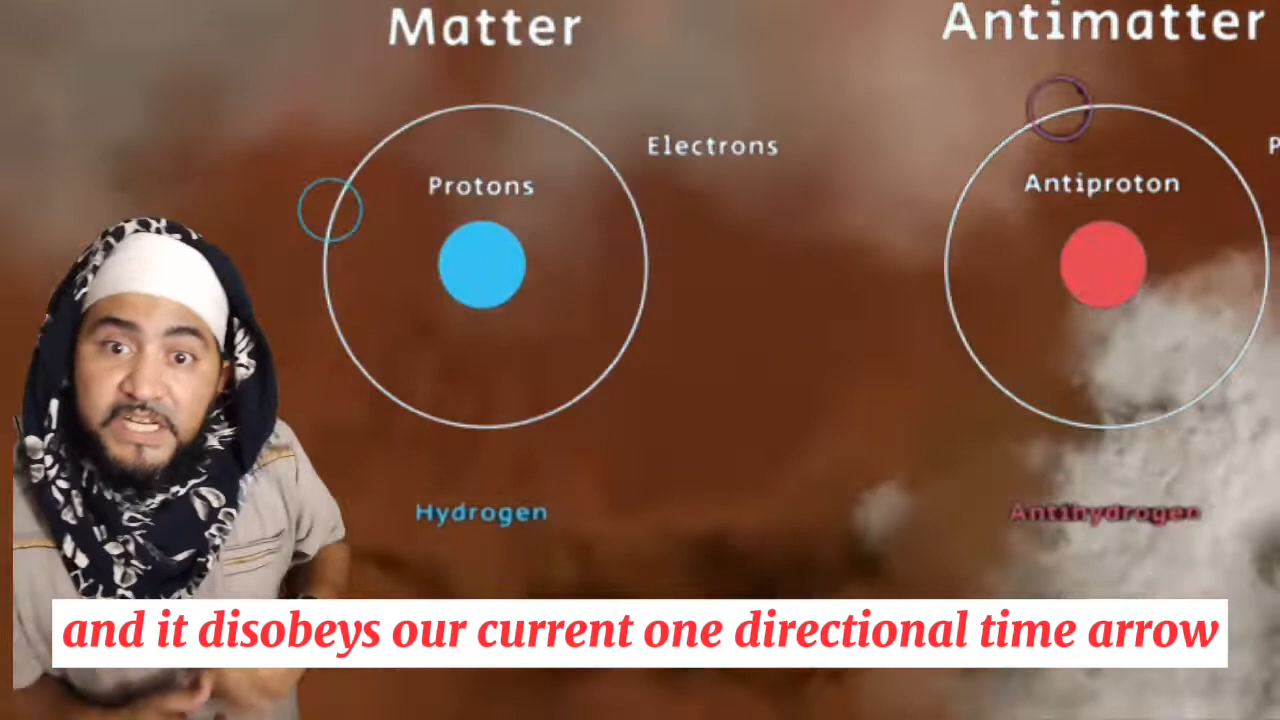 Matter
Antimatter
Electrons
Protons
Antiproton
Hydrogen
Antihydrogen
and it disobeys our current one directional time arrow